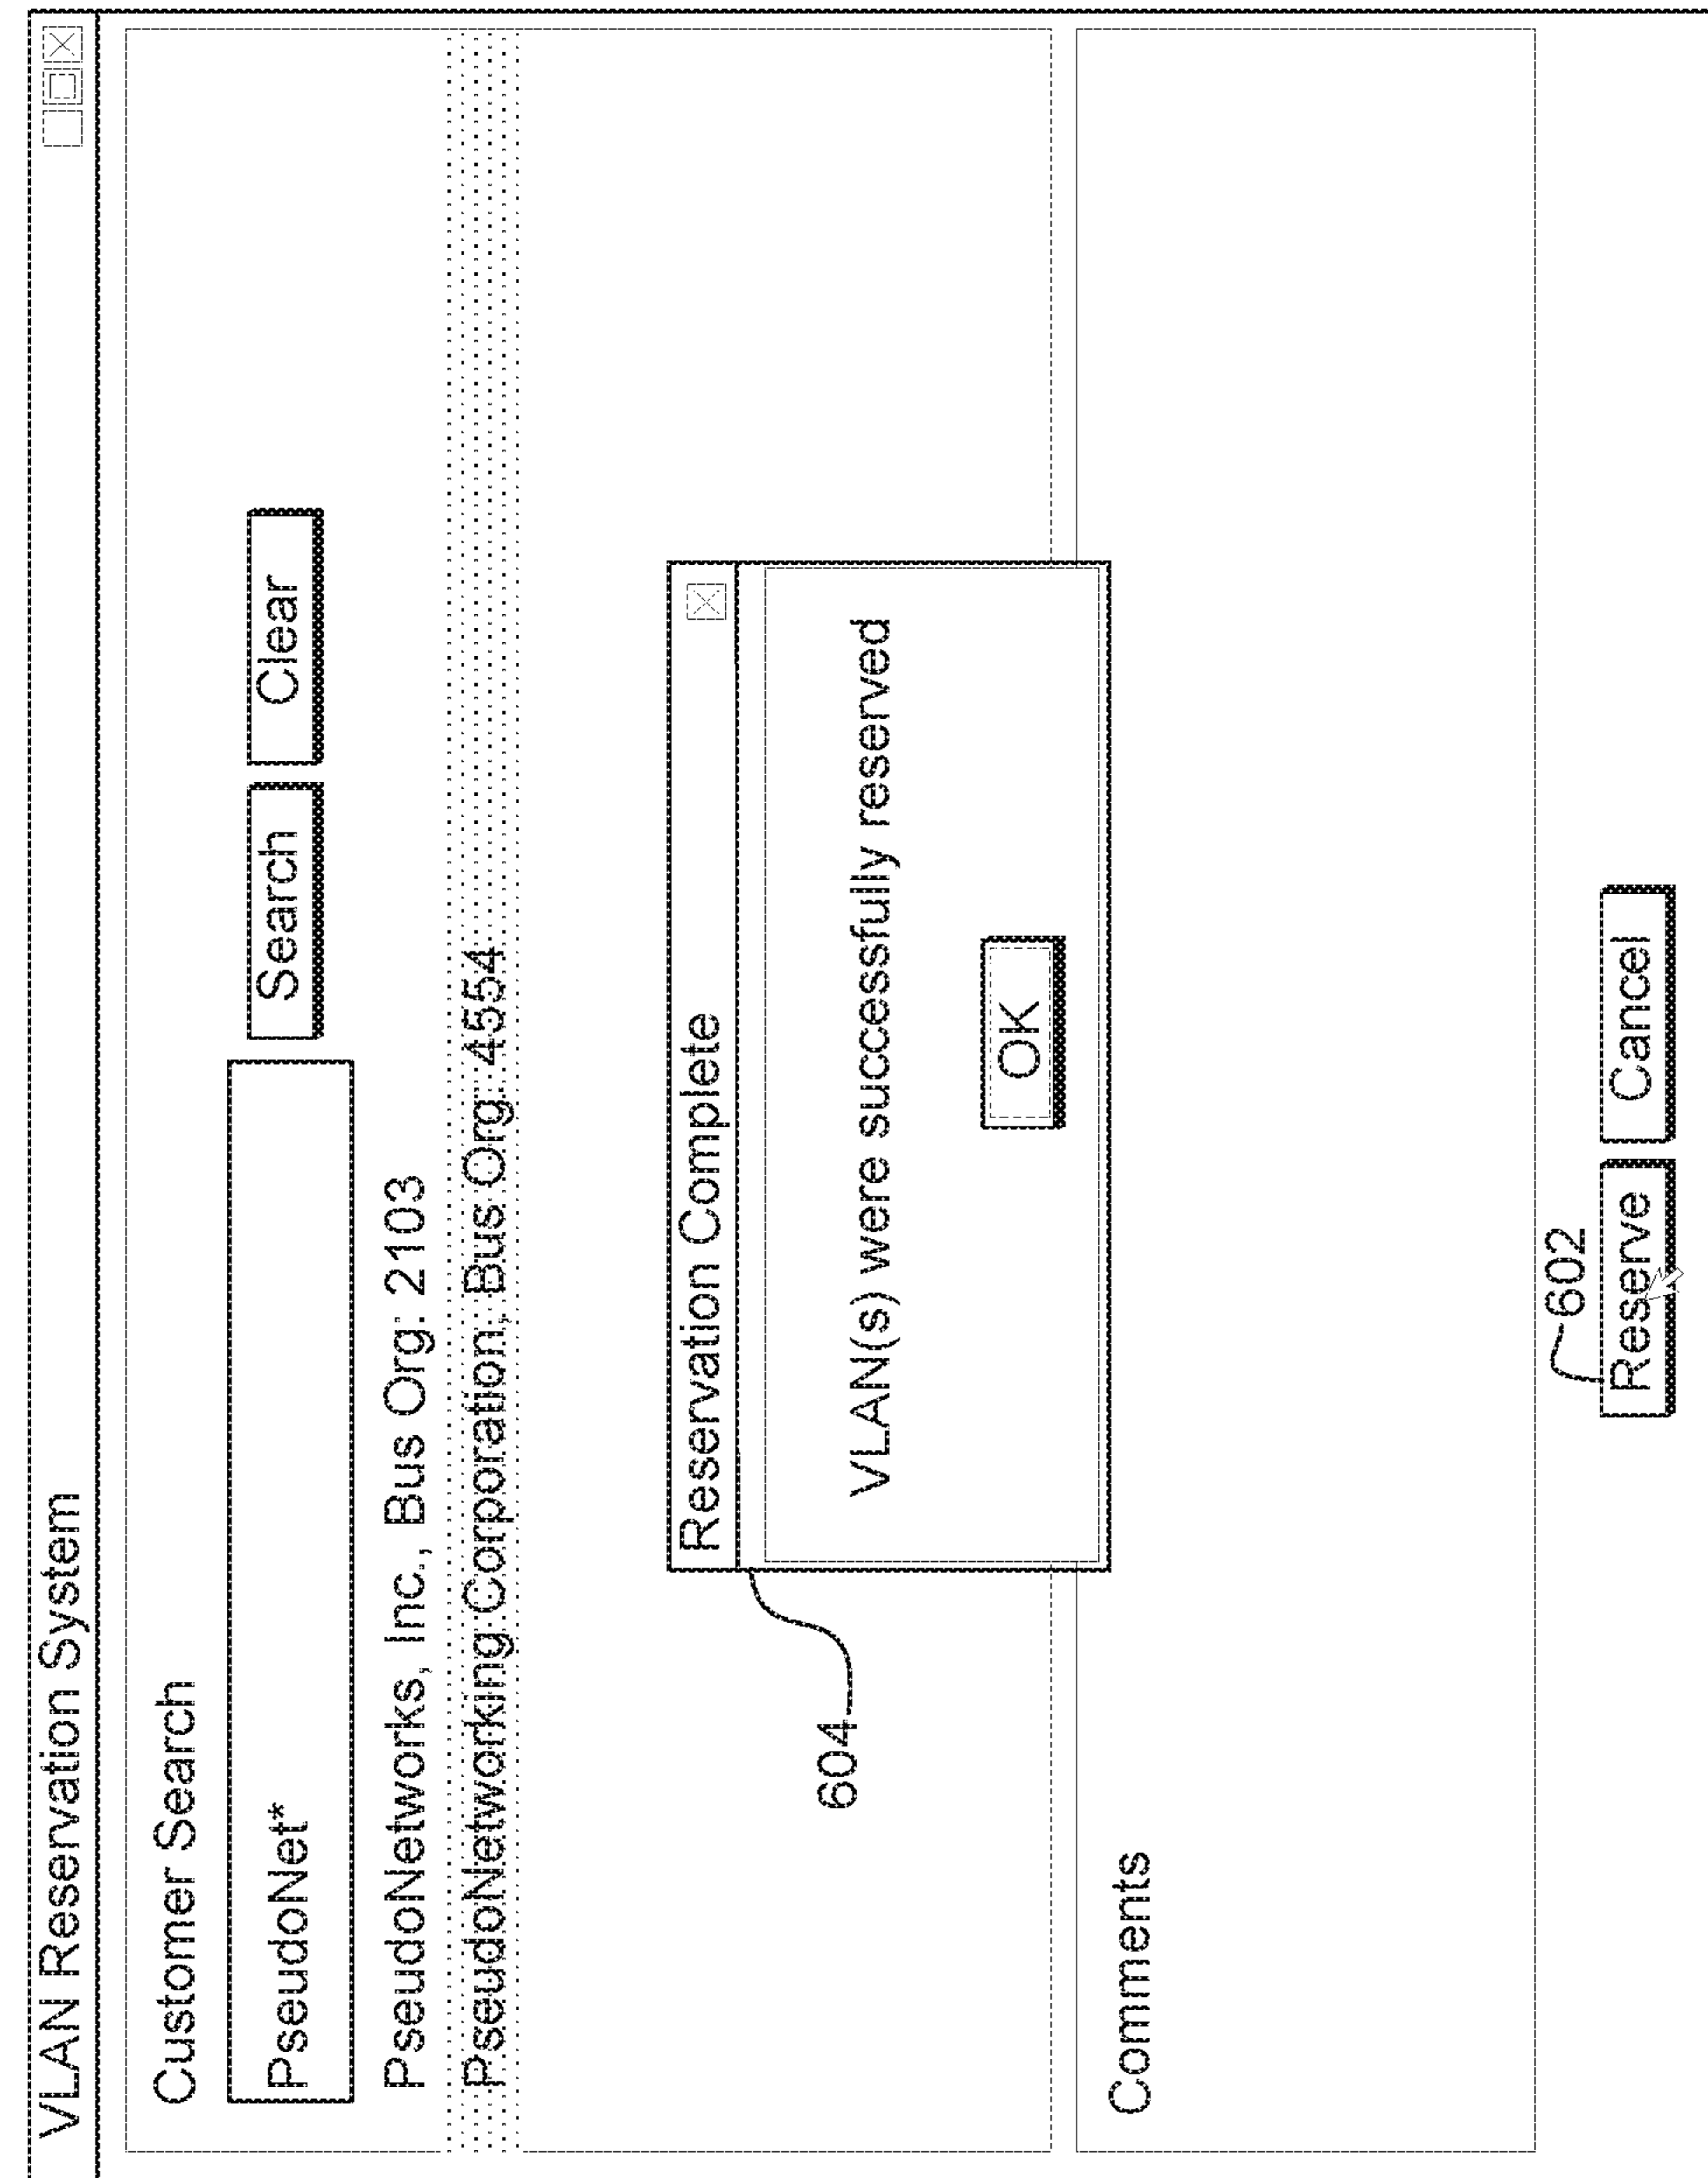 VLAN Reservation System
Customer Search
PseudoNet* Search Clear
PseudoNetworks, Inc., Bus Org: 2103
PseudoNetworking Corporation, Bus Org: 4554
Reservation Complete
604
VLAN(s) were successfully reserved
OK
Comments
602
Reserve Cancel